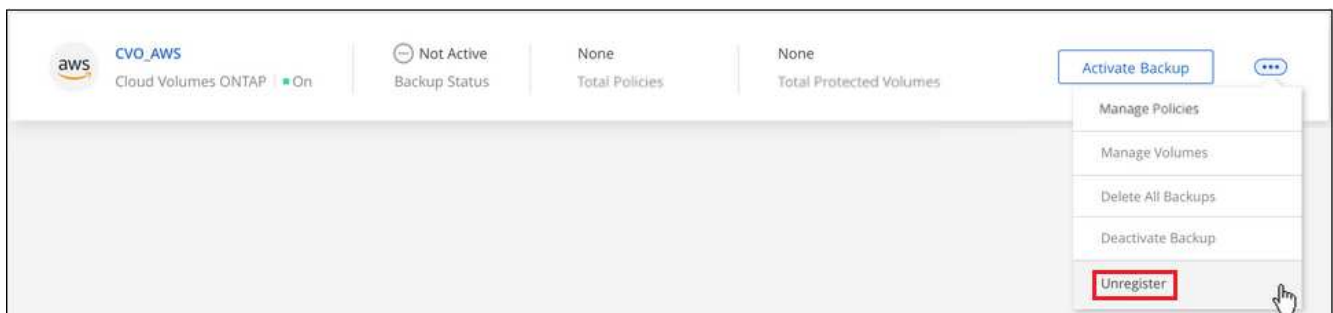 aws
CVO_AWS
Cloud Volumes ONTAP
On
Not Active
Backup Status
None
Total Policies
None
Total Protected Volumes
Activate Backup
Manage Policies
Manage Volumes
Delete All Backups
Deactivate Backup
Unregister